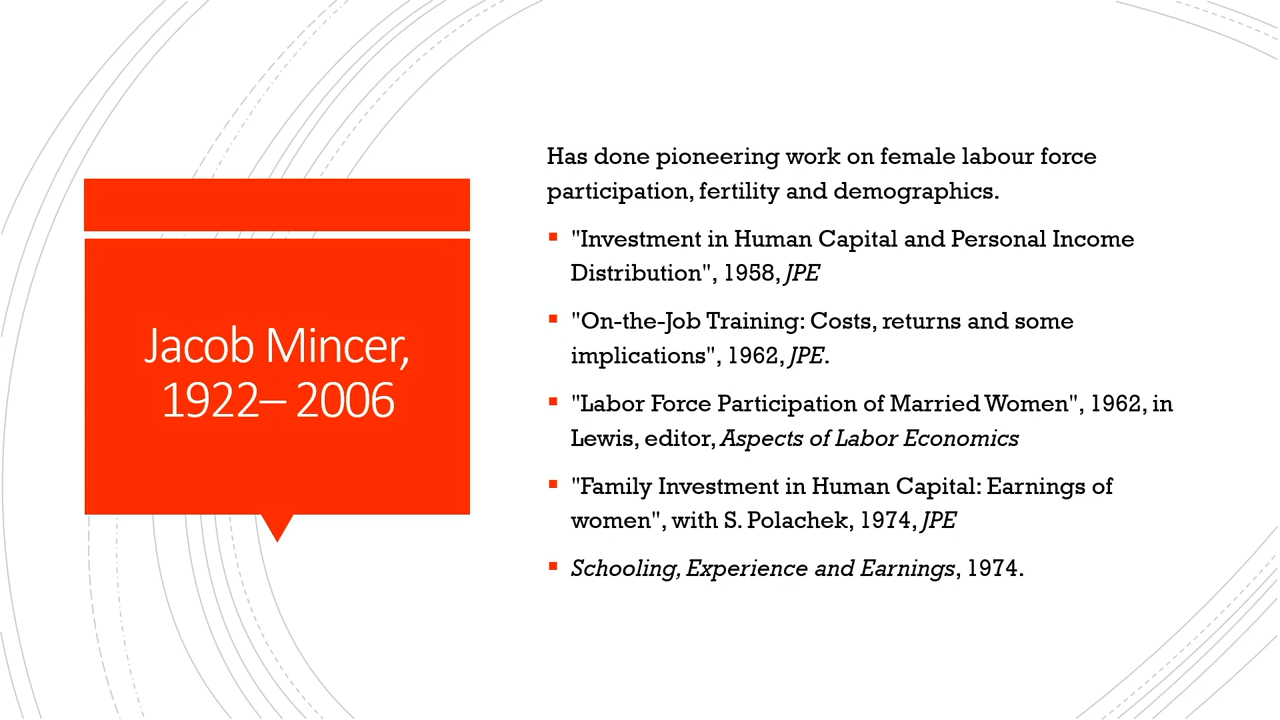 Jacob Mincer,
1922– 2006
Has done pioneering work on female labour force
participation, fertility and demographics.
▪ "Investment in Human Capital and Personal Income
Distribution", 1958, JPE
▪ "On-the-Job Training: Costs, returns and some
implications", 1962, JPE.
▪ "Labor Force Participation of Married Women", 1962, in
Lewis, editor, Aspects of Labor Economics
▪ "Family Investment in Human Capital: Earnings of
women", with S. Polachek, 1974, JPE
▪ Schooling, Experience and Earnings, 1974.